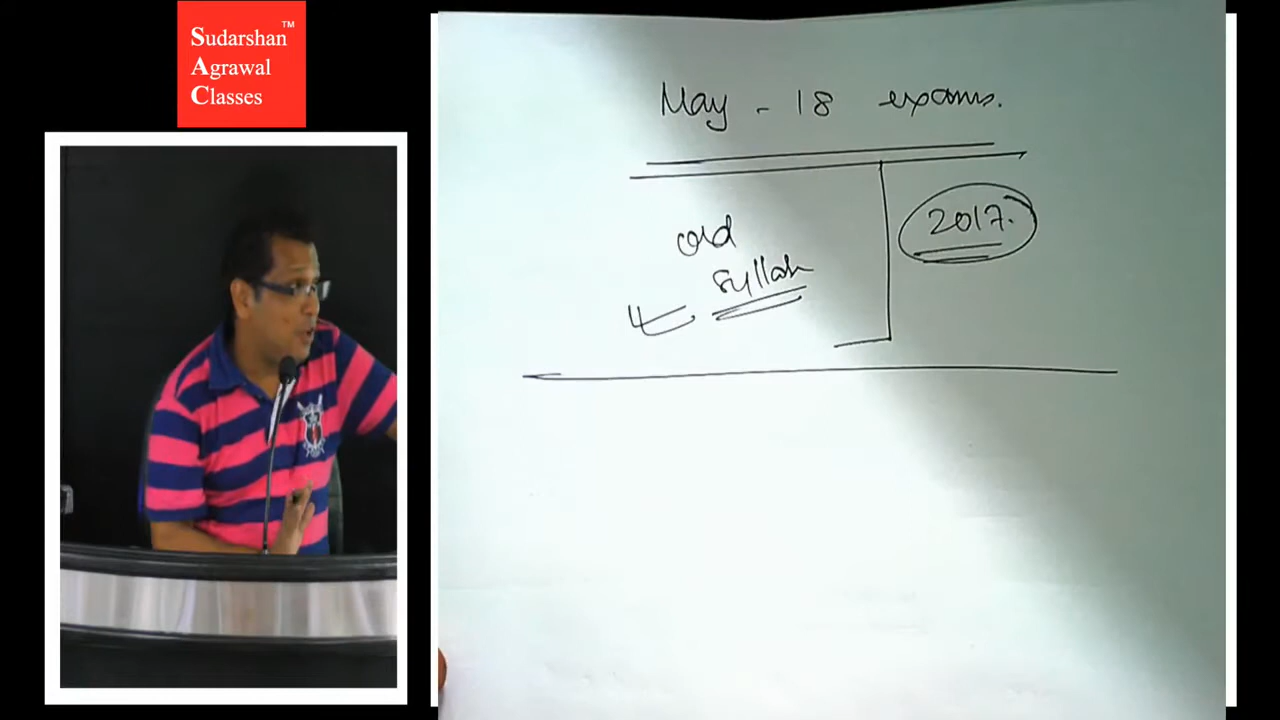 Sudarshan™
Agrawal
Classes
May - 18 exams.
old
syllab
2017.